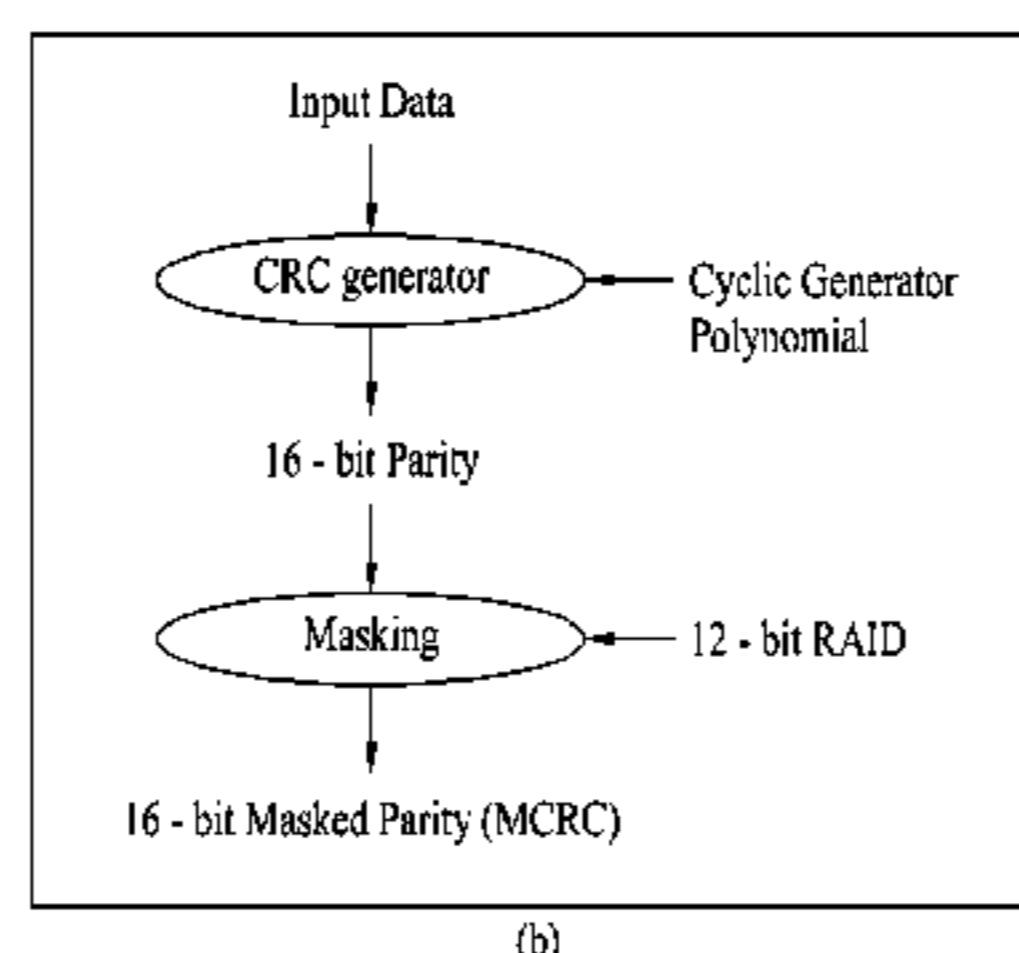 Input Data
CRC generator
Cyclic Generator
Polynomial
16 - bit Parity
Masking
12 - bit RAID
16 - bit Masked Parity (MCRC)
(b)